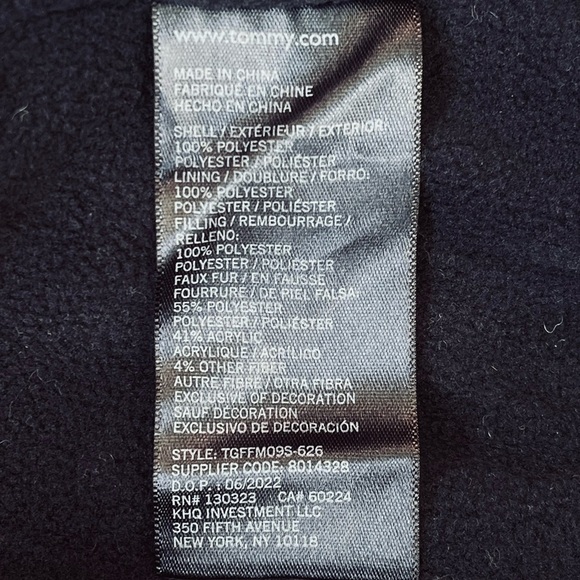 www.tommy.com
MADE IN CHINA
FABRIQUÉ EN CHINE
HECHO EN CHINA
SHELL / EXTÉRIEUR / EXTERIOR:
100% POLYESTER
POLYESTER / POLIÉSTER
LINING / DOUBLURE / FORRO:
100% POLYESTER
POLYESTER / POLIÉSTER
FILLING / REMBOURRAGE /
RELLENO:
100% POLYESTER
POLYESTER / POLIÉSTER
FAUX FUR / EN FAUSSE
FOURRURE / DE PIEL FALSA:
55% POLYESTER
POLYESTER / POLIÉSTER
41% ACRYLIC
ACRYLIQUE / ACRÍLICO
4% OTHER FIBER
AUTRE FIBRE / OTRA FIBRA
EXCLUSIVE OF DECORATION
SAUF DÉCORATION
EXCLUSIVO DE DECORACIÓN
STYLE: TGFFM09S-626
SUPPLIER CODE: 8014328
D.O.P.: 06/2022
RN# 130323 CA# 50224
KHQ INVESTMENT LLC
350 FIFTH AVENUE
NEW YORK, NY 10118